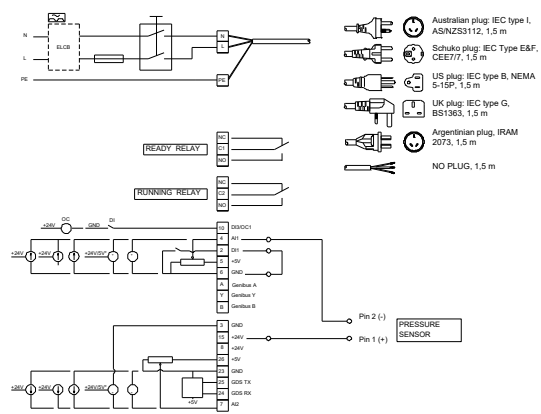 N
ELCB
L
PE
N
L
PE
Australian plug: IEC type I,
AS/NZS3112, 1,5 m
Schuko plug: IEC Type E&F,
CEE7/7, 1,5 m
US plug: IEC type B, NEMA
5-15P, 1,5 m
UK plug: IEC type G,
BS1363, 1,5 m
Argentinian plug, IRAM
2073, 1,5 m
NO PLUG, 1,5 m
READY RELAY
NC
C1
NO
RUNNING RELAY
NC
C2
NO
+24V
OC
GND
DI
10 DI3/OC1
4 AI1
2 DI1
5 +5V
6 GND
A Genibus A
Y Genibus Y
B Genibus B
+24V
+24V
+24V
+24V/5V*
3 GND
15 +24V
8 +24V
26 +5V
23 GND
25 GDS TX
24 GDS RX
7 AI2
+24V
+24V
+24V
+24V/5V*
+5V
Pin 2 (-)
Pin 1 (+)
PRESSURE
SENSOR